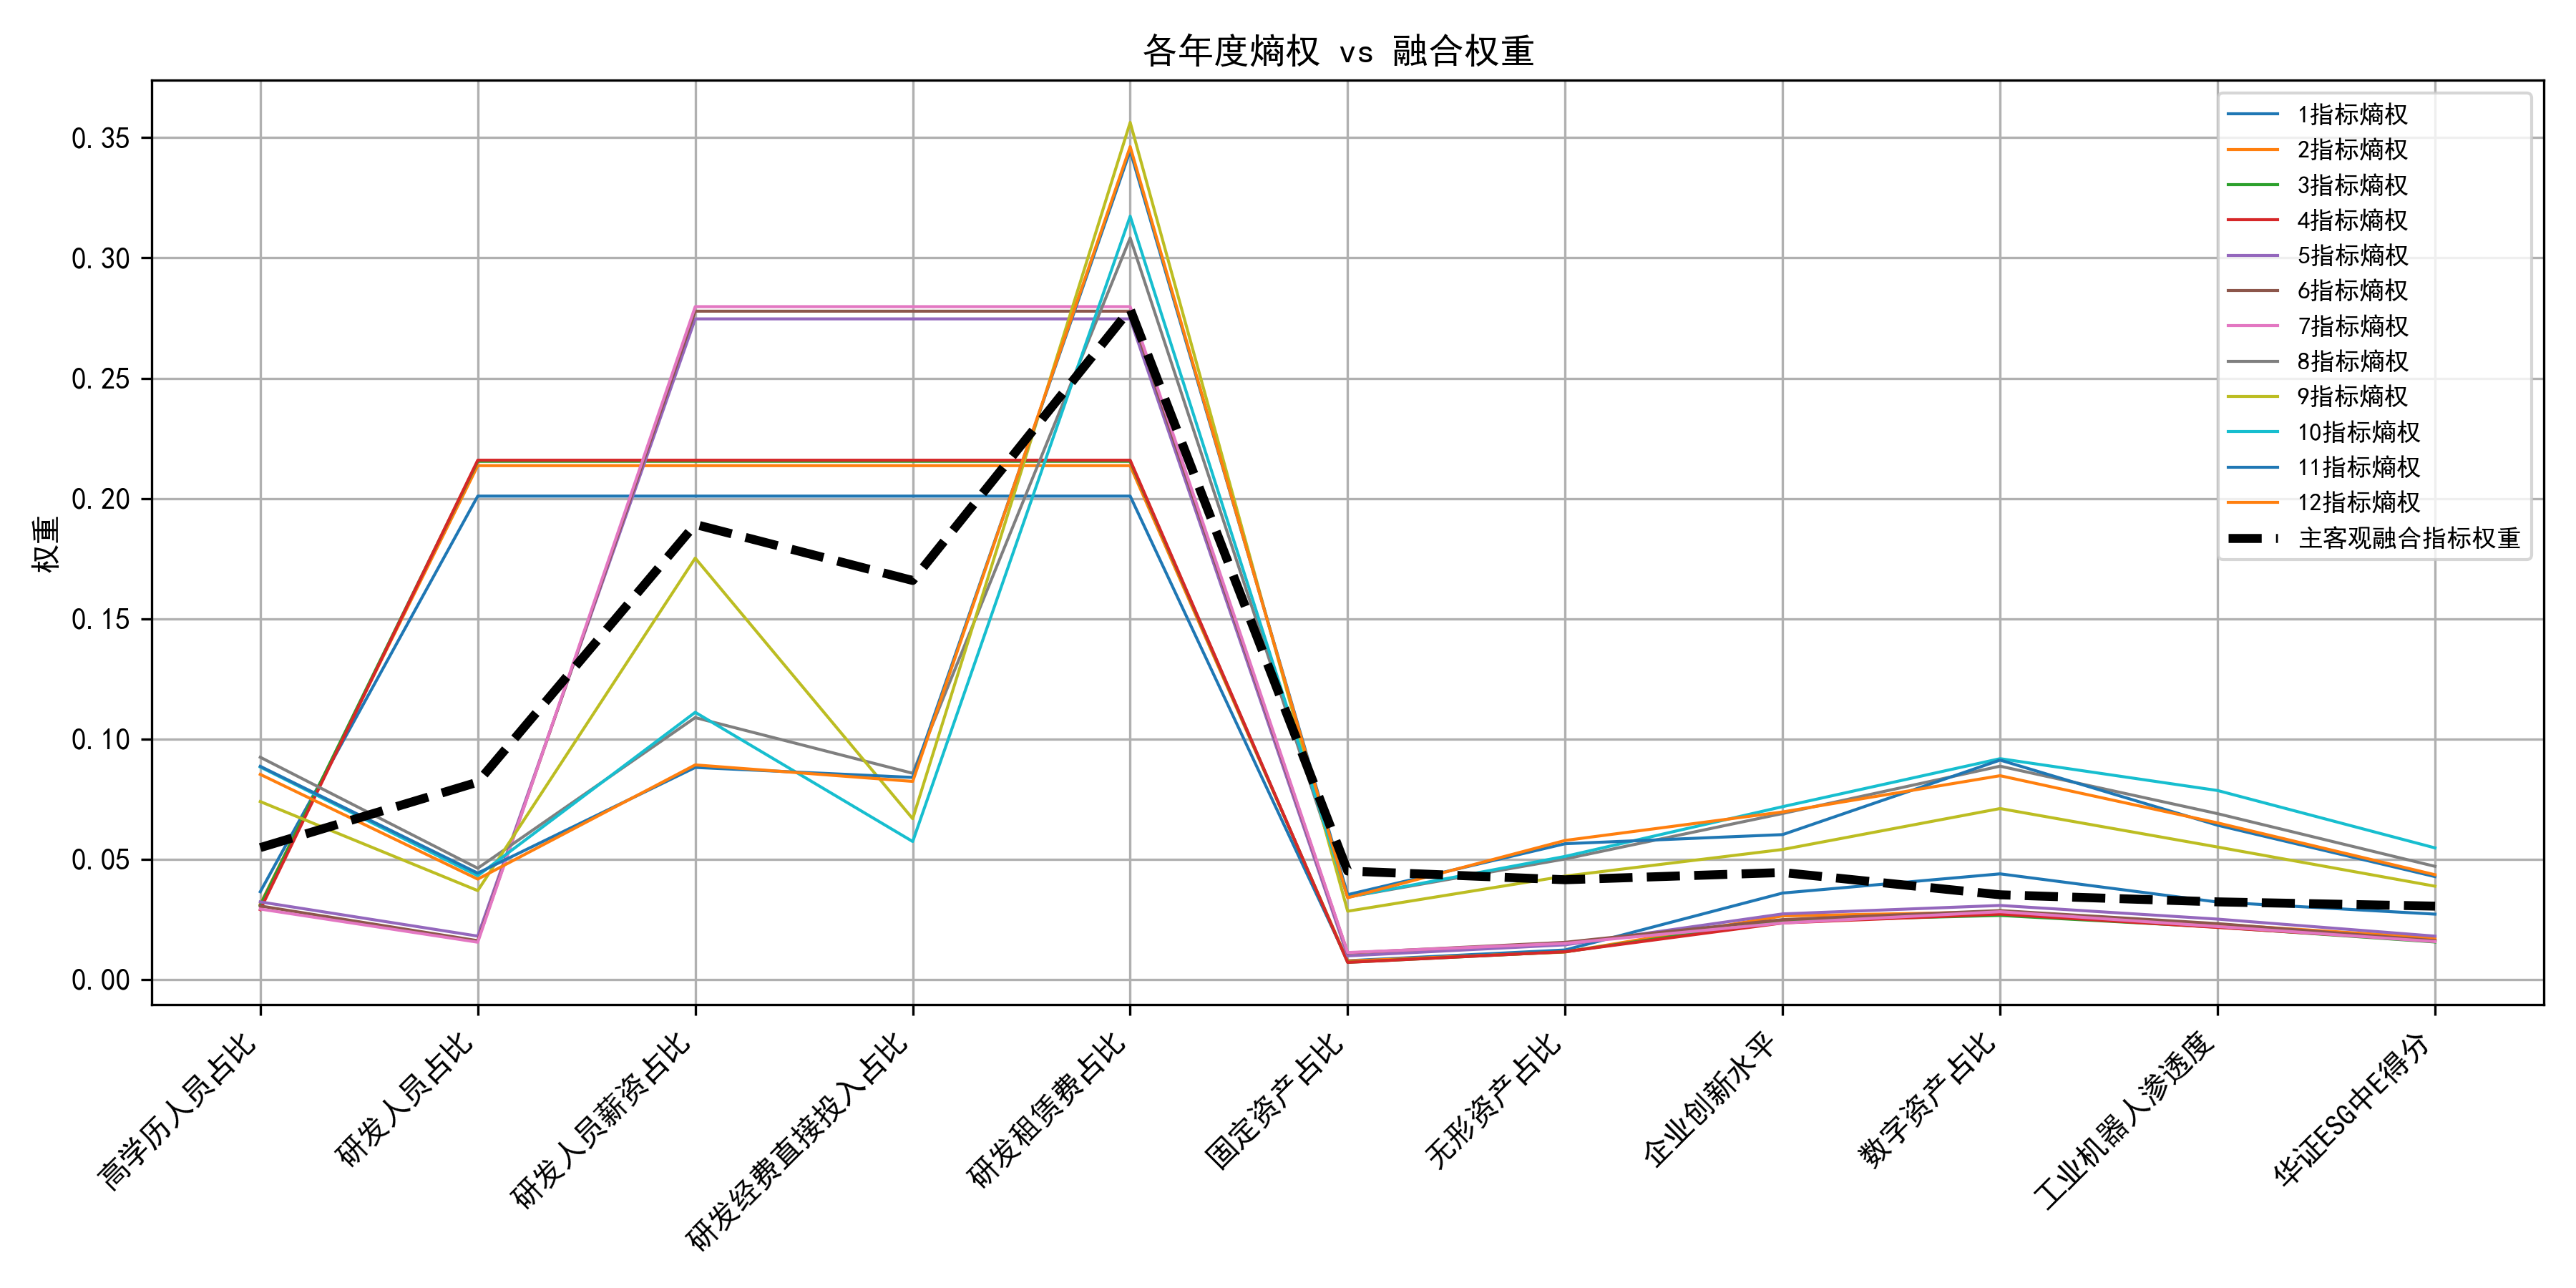 各年度熵权 vs 融合权重
权重
0.35
0.30
0.25
0.20
0.15
0.10
0.05
0.00
1指标熵权
2指标熵权
3指标熵权
4指标熵权
5指标熵权
6指标熵权
7指标熵权
8指标熵权
9指标熵权
10指标熵权
11指标熵权
12指标熵权
主客观融合指标权重
高学历人员占比
研发人员占比
研发人员薪资占比
研发经费直接投入占比
研发租赁费占比
固定资产占比
无形资产占比
企业创新水平
数字资产占比
工业机器人渗透度
华证ESG中E得分